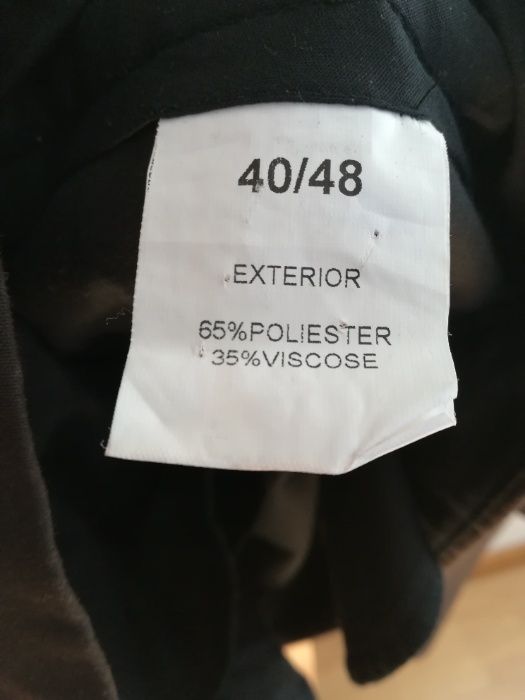 40/48
EXTERIOR
65%POLIESTER
35%VISCOSE